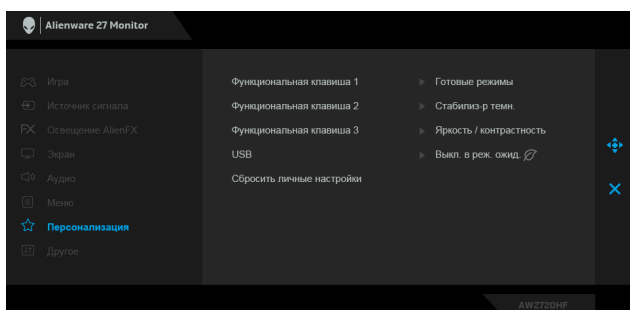 Alienware 27 Monitor
Игра
Источник сигнала
Освещение AlienFX
Экран
Аудио
Меню
Персонализация
Другое
Функциональная клавиша 1 Готовые режимы
Функциональная клавиша 2 Стабилиз-р темн.
Функциональная клавиша 3 Яркость / контрастность
USB Выкл. в реж. ожид.
Сбросить личные настройки
AW2720HF